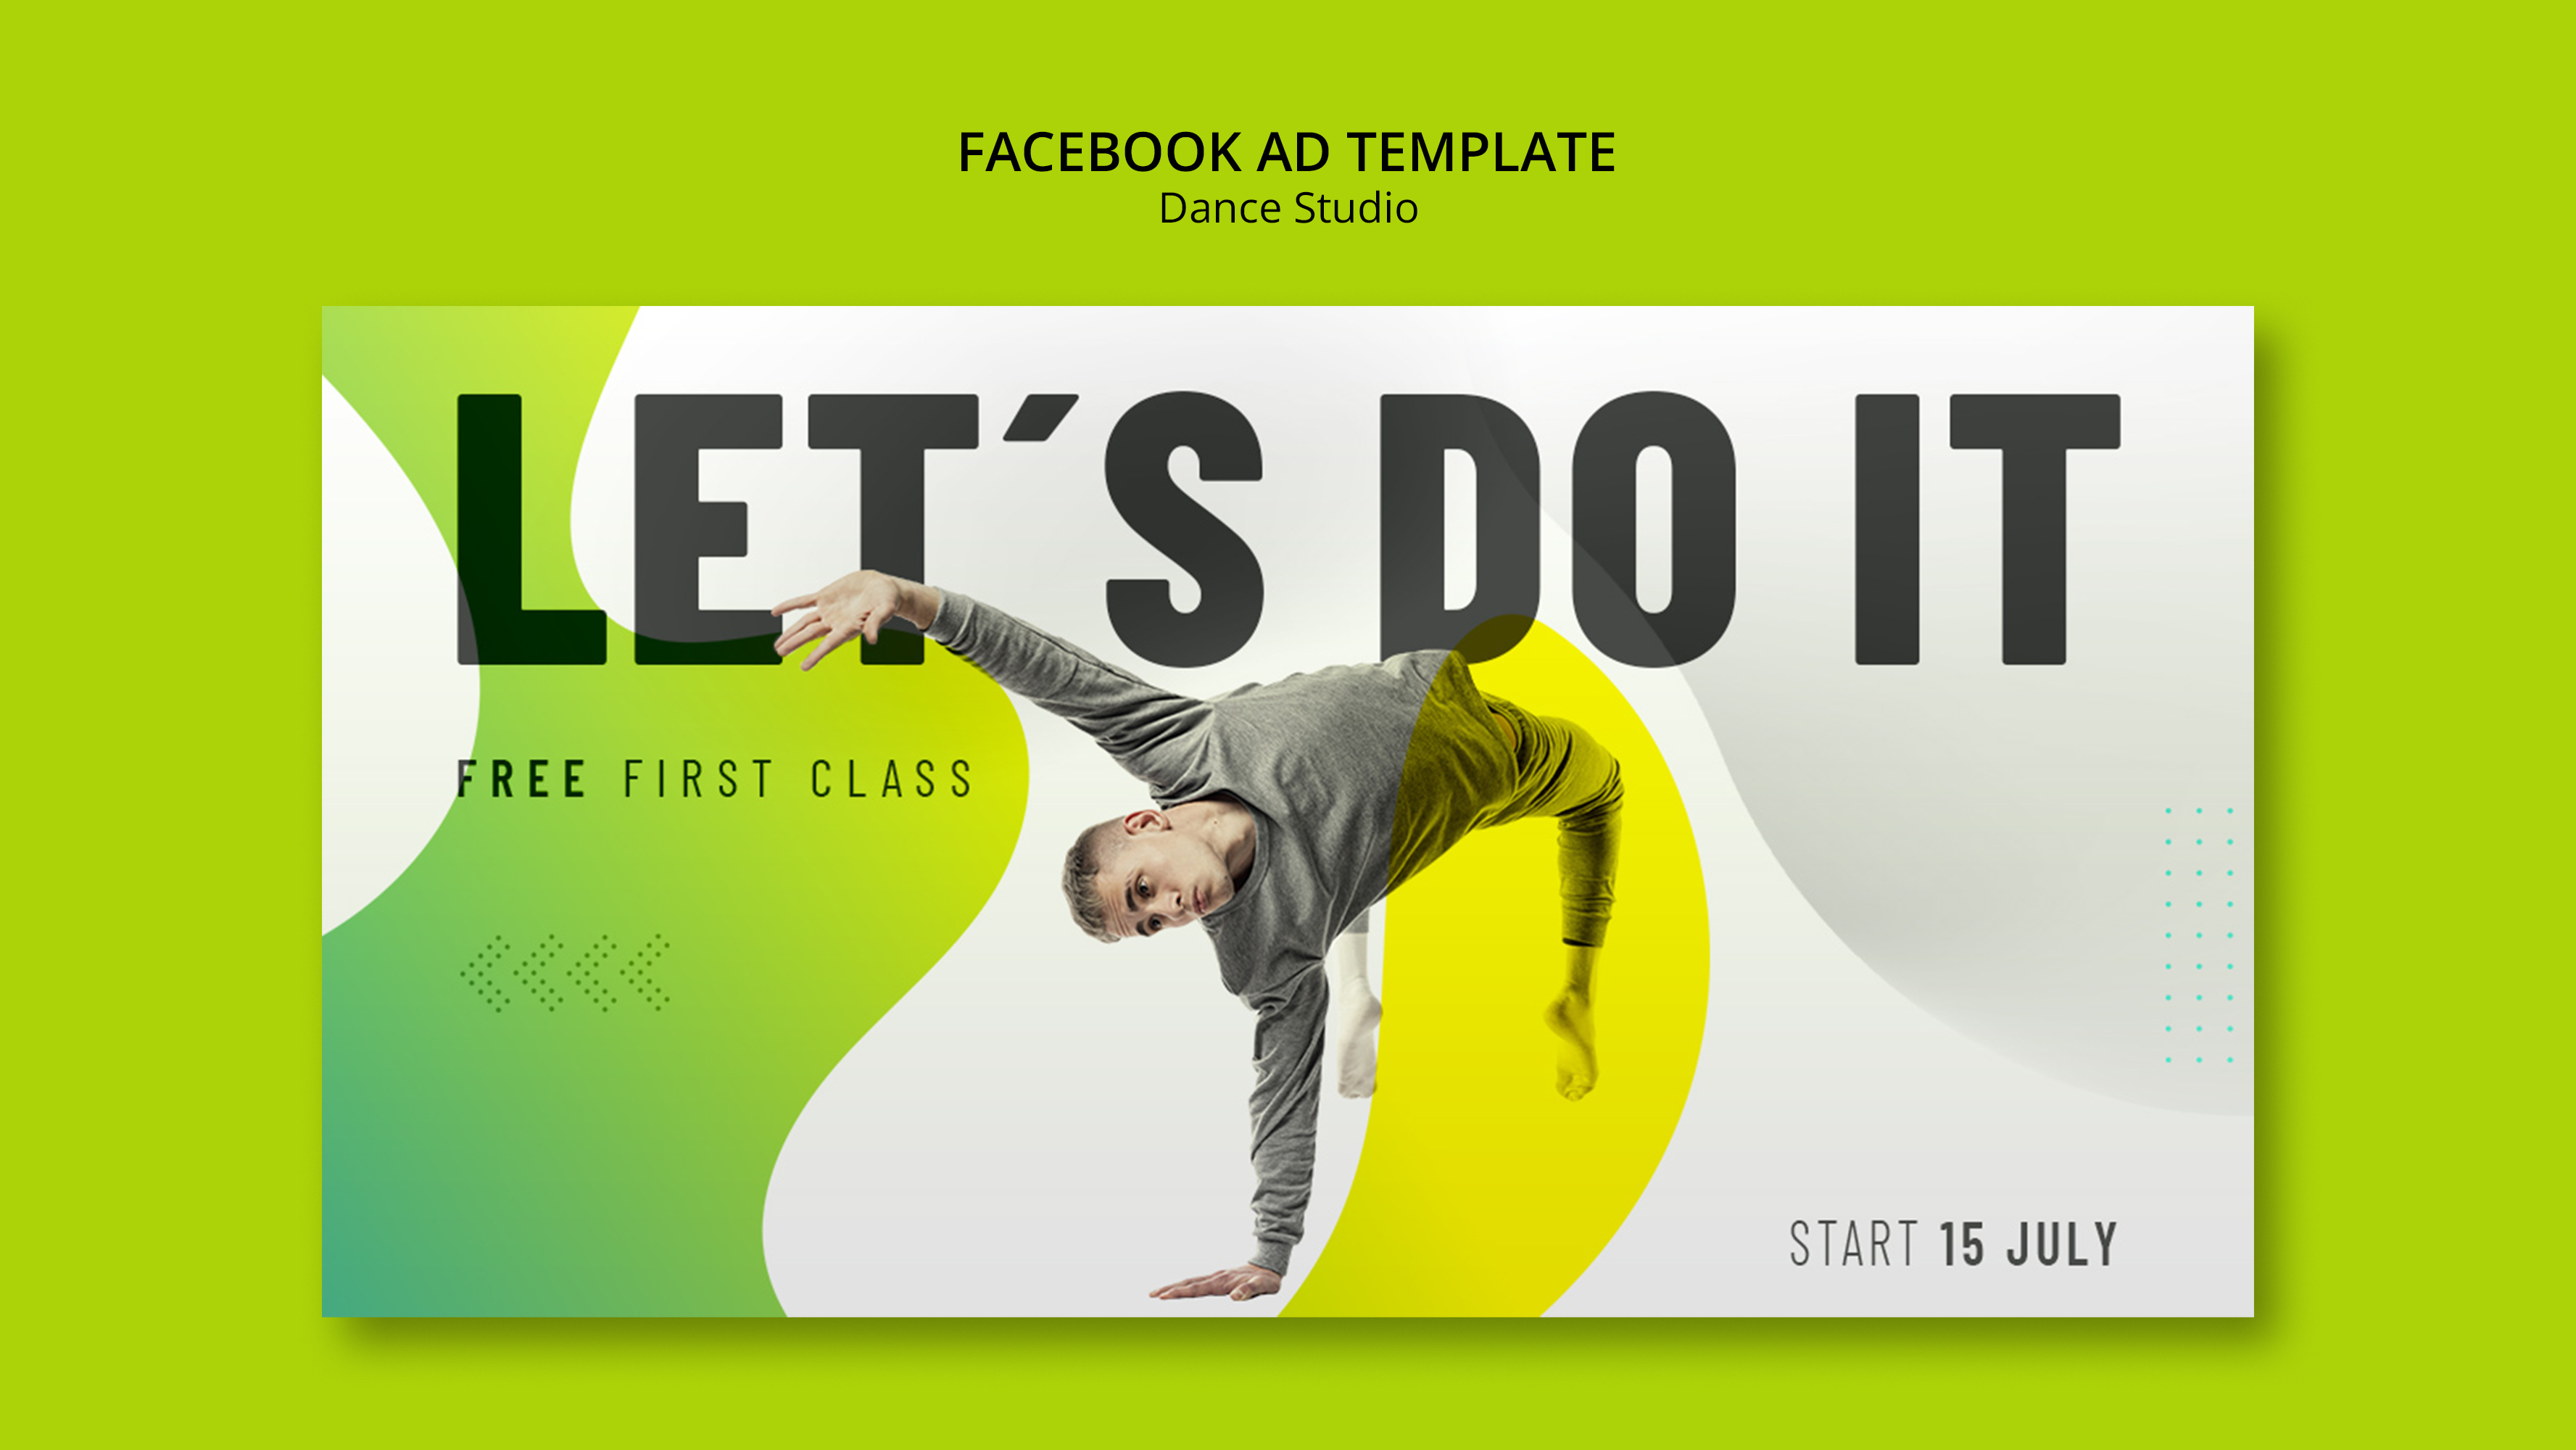 FACEBOOK AD TEMPLATE
Dance Studio
LET´S DO IT
FREE FIRST CLASS
START 15 JULY